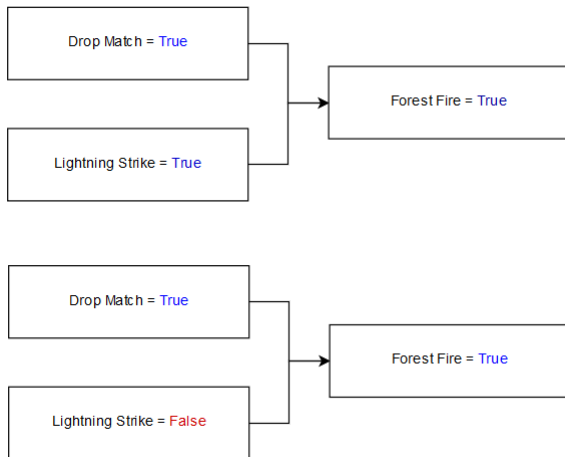 Drop Match = True
Forest Fire = True
Lightning Strike = True
Drop Match = True
Forest Fire = True
Lightning Strike = False